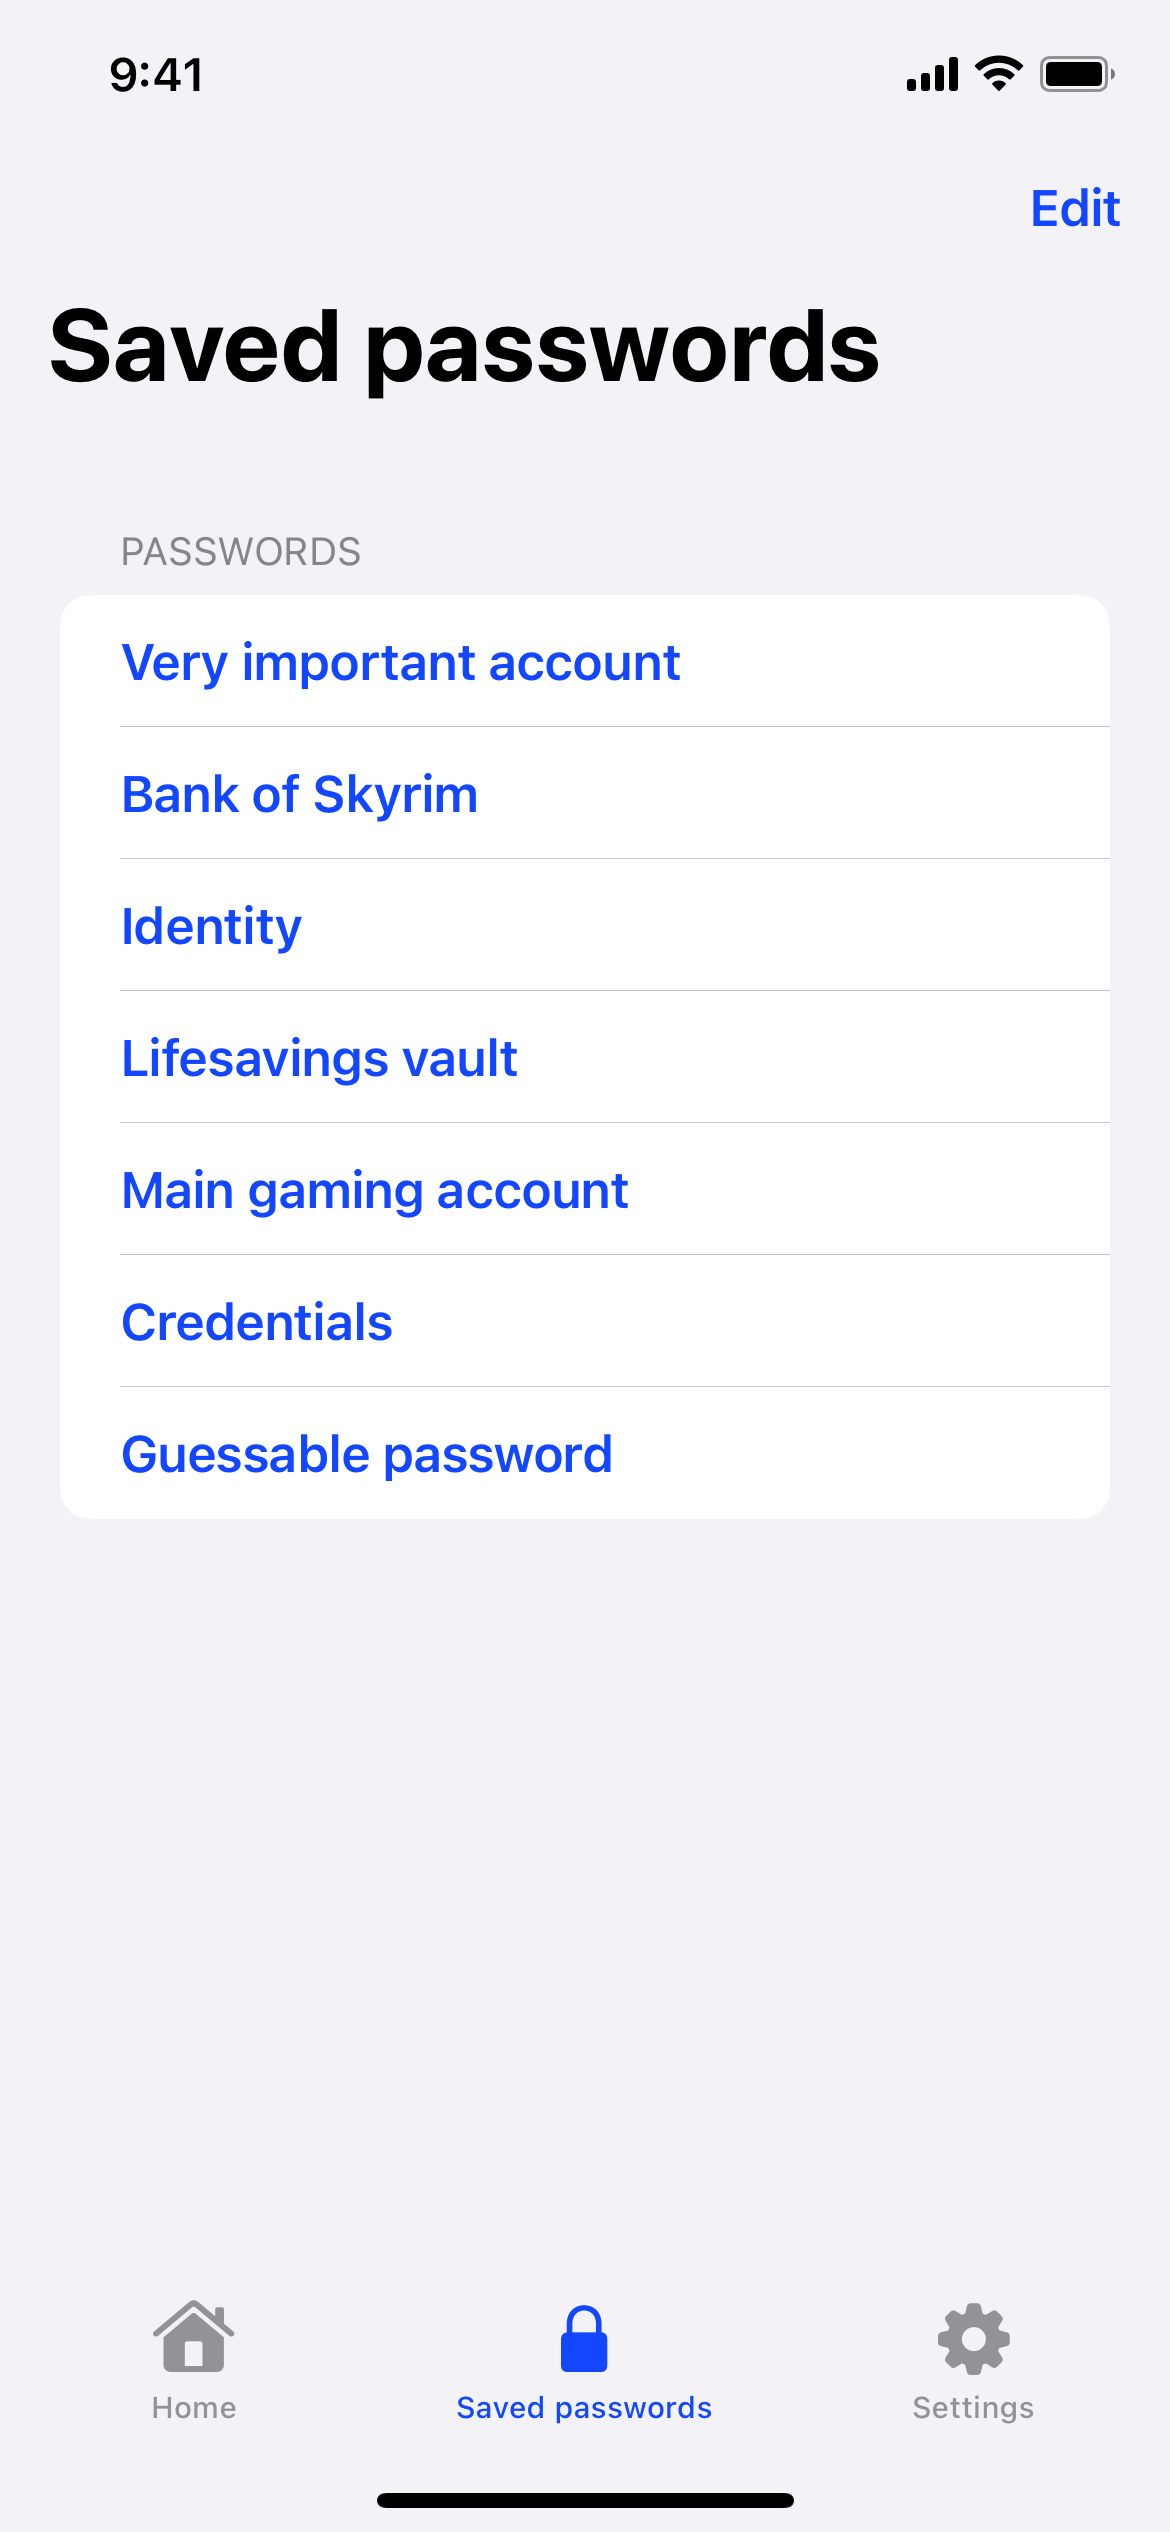 9:41
Edit
Saved passwords
PASSWORDS
Very important account
Bank of Skyrim
Identity
Lifesavings vault
Main gaming account
Credentials
Guessable password
Home
Saved passwords
Settings